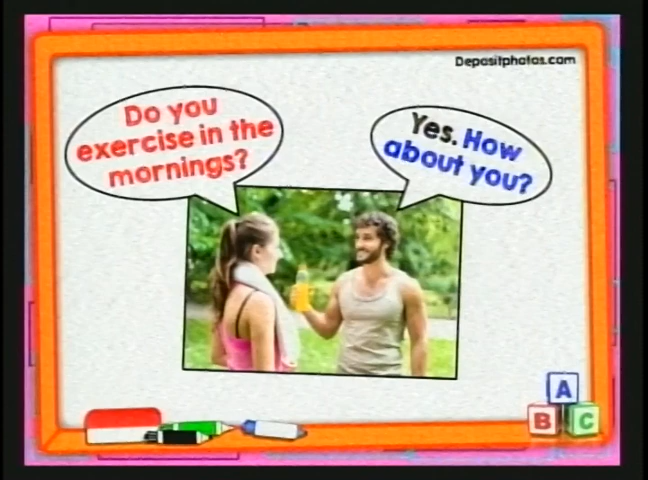 Depositphotos.com
Do you
exercise in the
mornings?
Yes. How
about you?
A
B C